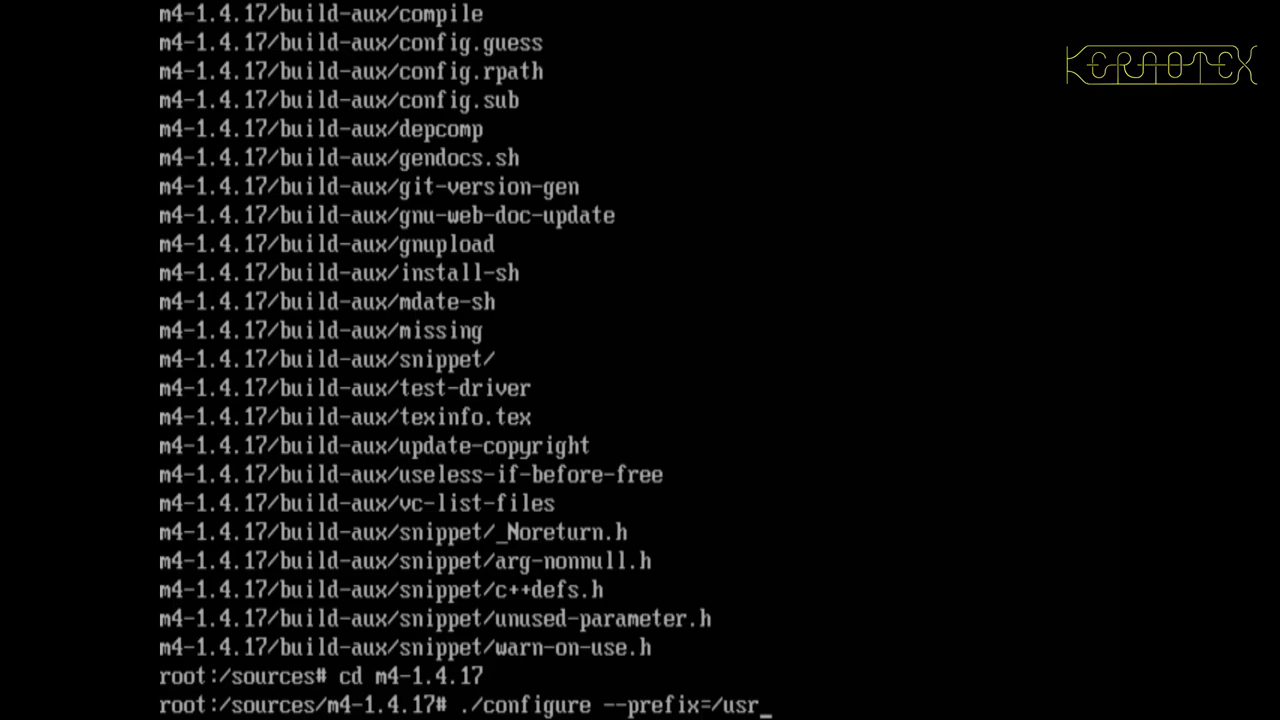 m4-1.4.17/build-aux/compile
m4-1.4.17/build-aux/config.guess
KERNOTEX
m4-1.4.17/build-aux/config.rpath
m4-1.4.17/build-aux/config.sub
m4-1.4.17/build-aux/depcomp
m4-1.4.17/build-aux/gendocs.sh
m4-1.4.17/build-aux/git-version-gen
m4-1.4.17/build-aux/gnu-web-doc-update
m4-1.4.17/build-aux/gnupload
m4-1.4.17/build-aux/install-sh
m4-1.4.17/build-aux/mdate-sh
m4-1.4.17/build-aux/missing
m4-1.4.17/build-aux/snippet/
m4-1.4.17/build-aux/test-driver
m4-1.4.17/build-aux/texinfo.tex
m4-1.4.17/build-aux/update-copyright
m4-1.4.17/build-aux/useless-if-before-free
m4-1.4.17/build-aux/vc-list-files
m4-1.4.17/build-aux/snippet/_Noreturn.h
m4-1.4.17/build-aux/snippet/arg-nonnull.h
m4-1.4.17/build-aux/snippet/c++defs.h
m4-1.4.17/build-aux/snippet/unused-parameter.h
m4-1.4.17/build-aux/snippet/warn-on-use.h
root:/sources# cd m4-1.4.17
root:/sources/m4-1.4.17# ./configure --prefix=/usr_